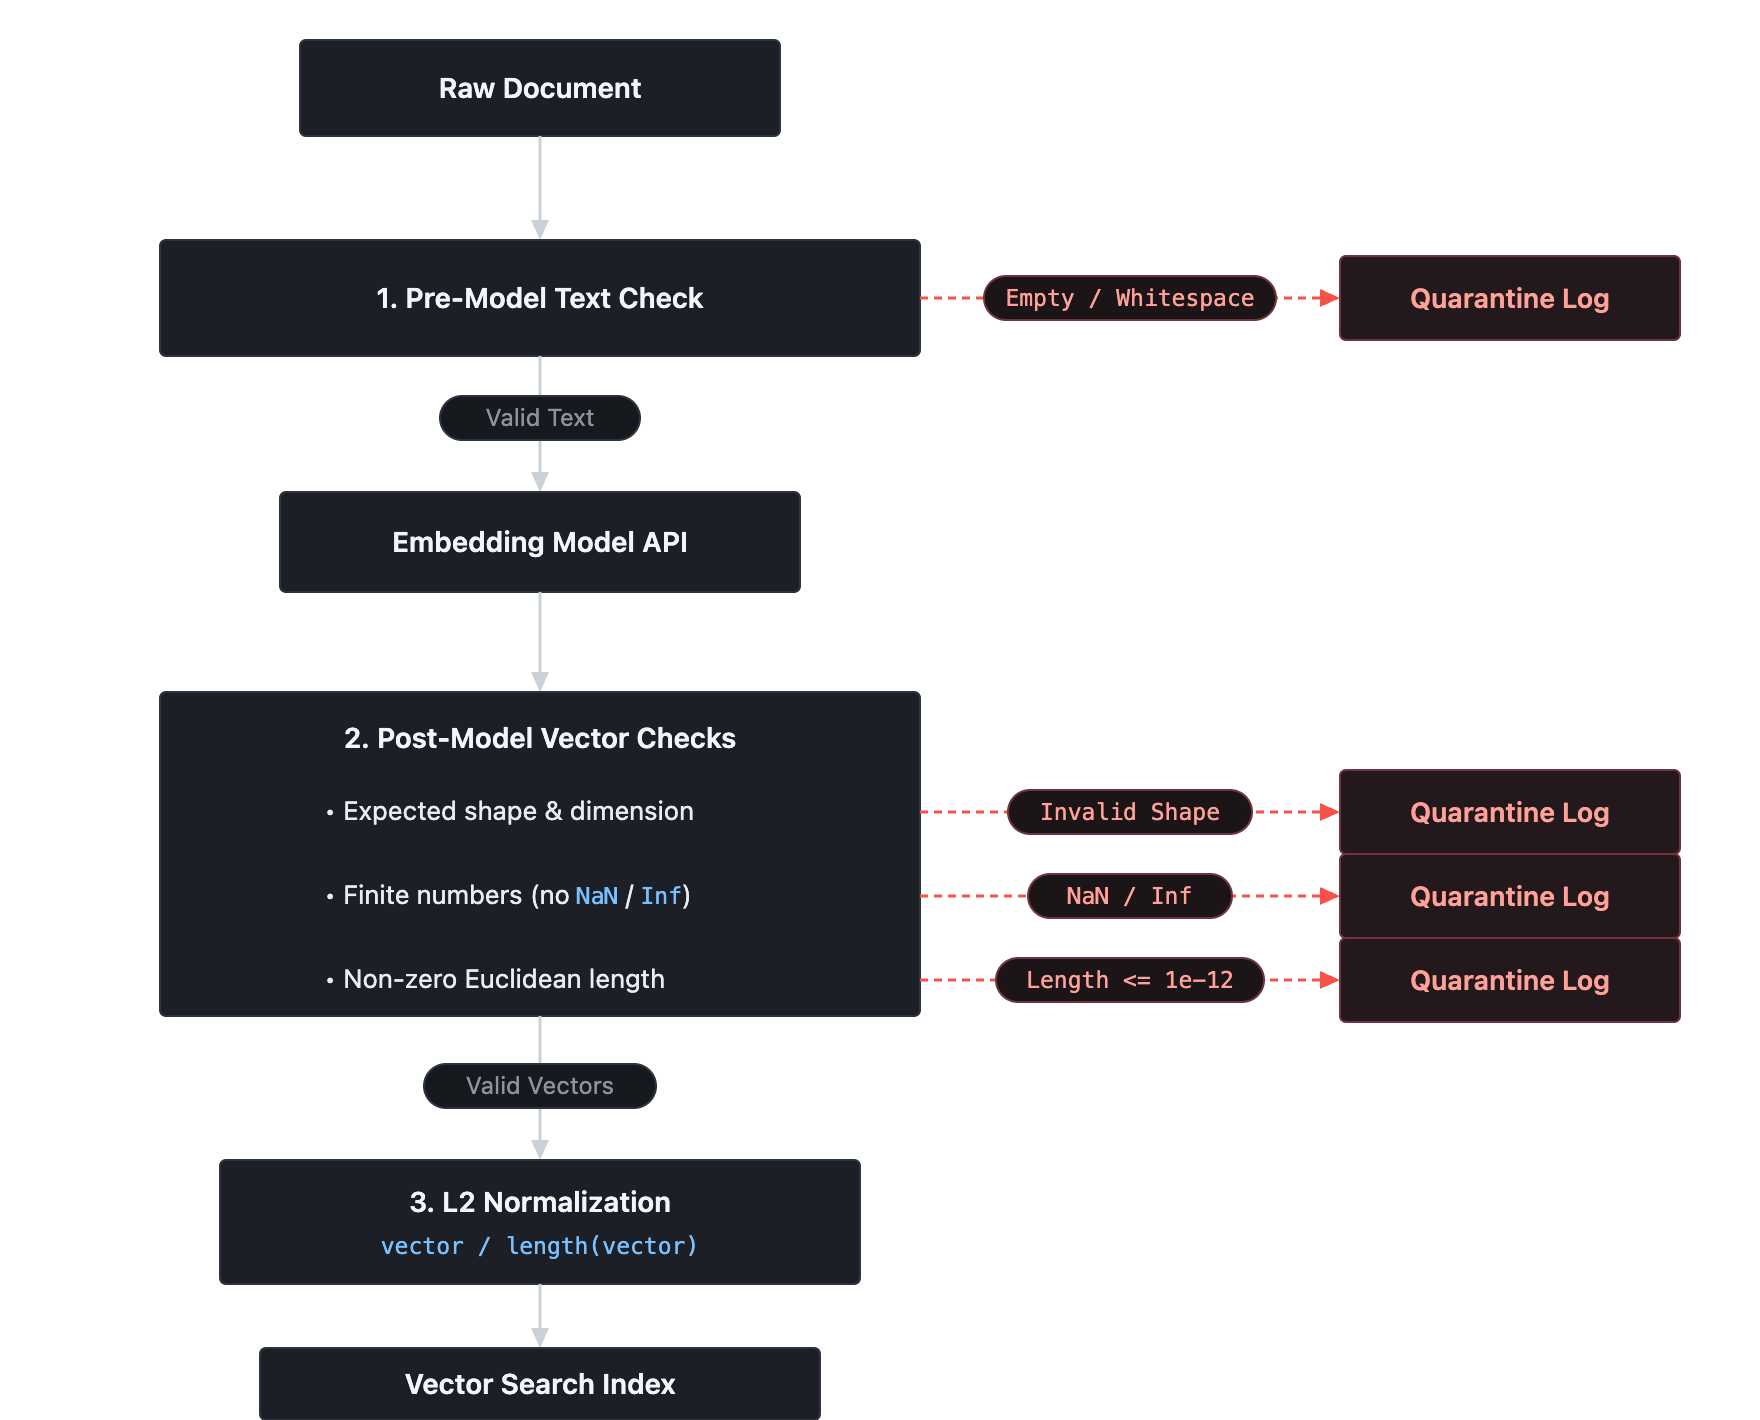 Raw Document
1. Pre-Model Text Check
Empty / Whitespace
Quarantine Log
Valid Text
Embedding Model API
2. Post-Model Vector Checks
• Expected shape & dimension
Invalid Shape
Quarantine Log
• Finite numbers (no NaN / Inf)
NaN / Inf
Quarantine Log
• Non-zero Euclidean length
Length <= 1e-12
Quarantine Log
Valid Vectors
3. L2 Normalization
vector / length(vector)
Vector Search Index